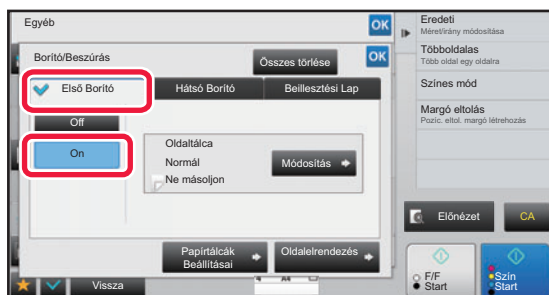 Egyéb
OK
Borító/Beszúrás
Összes törlése
OK
Első Borító
Hátsó Borító
Beillesztési Lap
Off
On
Oldaltálca
Normál
Ne másoljon
Módosítás
Papírtálcák
Beállításai
Oldalelrendezés
Vissza
A4
Eredeti
Méret/irány módosítása
Többoldalas
Több oldal egy oldalra
Színes mód
Margó eltolás
Pozíc. eltol. margó létrehozás
Előnézet
CA
F/F
Start
Szín
Start